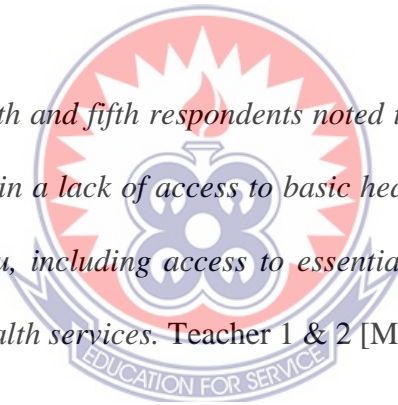 th and fifth respondents noted t
in a lack of access to basic hea
u, including access to essentia
alth services. Teacher 1 & 2 [M
EDUCATION FOR SERVICE